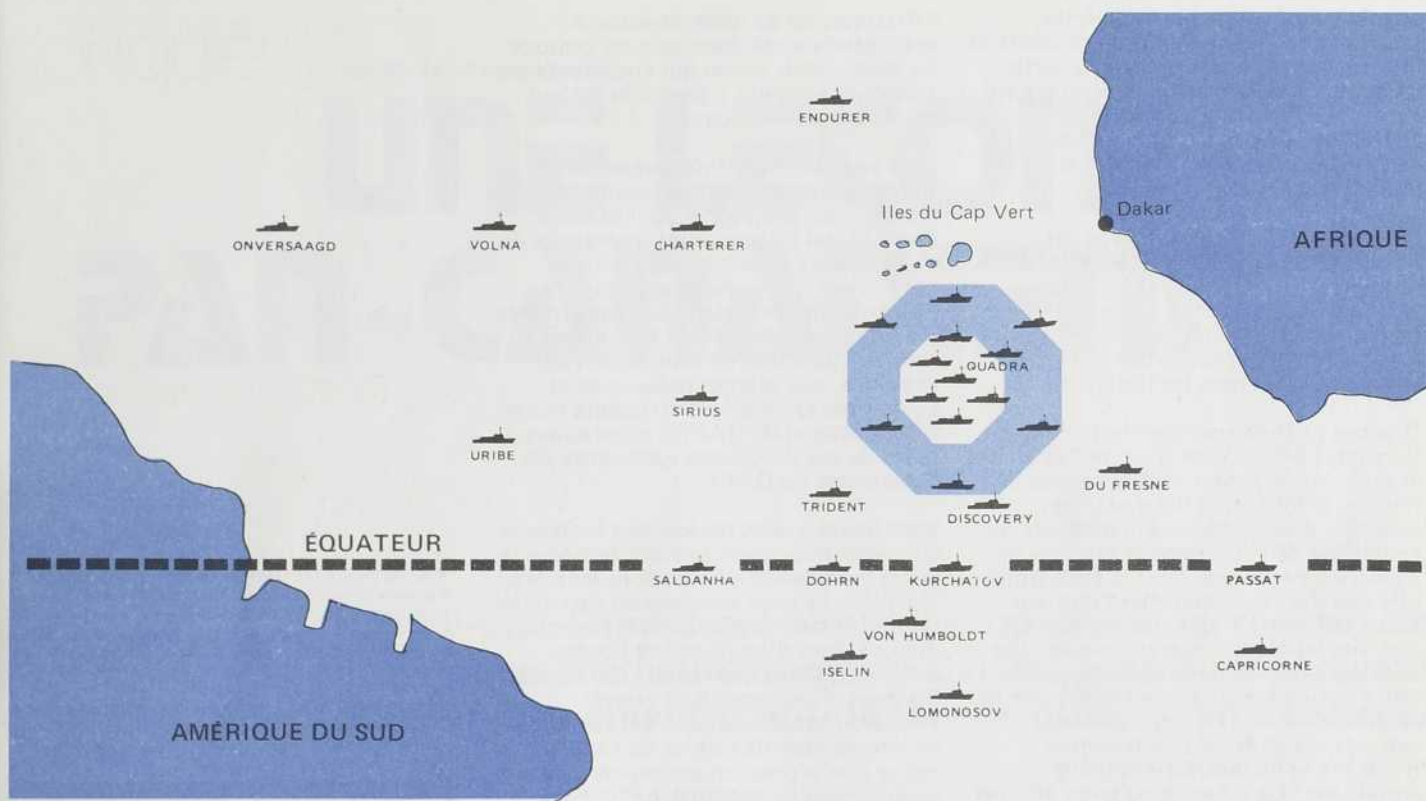 ENDURER
Iles du Cap Vert
Dakar
ONVERSAAGD
VOLNA
CHARTERER
AFRIQUE
QUADRA
SIRIUS
URIBE
DU FRESNE
TRIDENT
DISCOVERY
ÉQUATEUR
SALDANHA
DOHRN
KURCHATOV
PASSAT
VON HUMBOLDT
ISELIN
CAPRICORNE
LOMONOSOV
AMÉRIQUE DU SUD